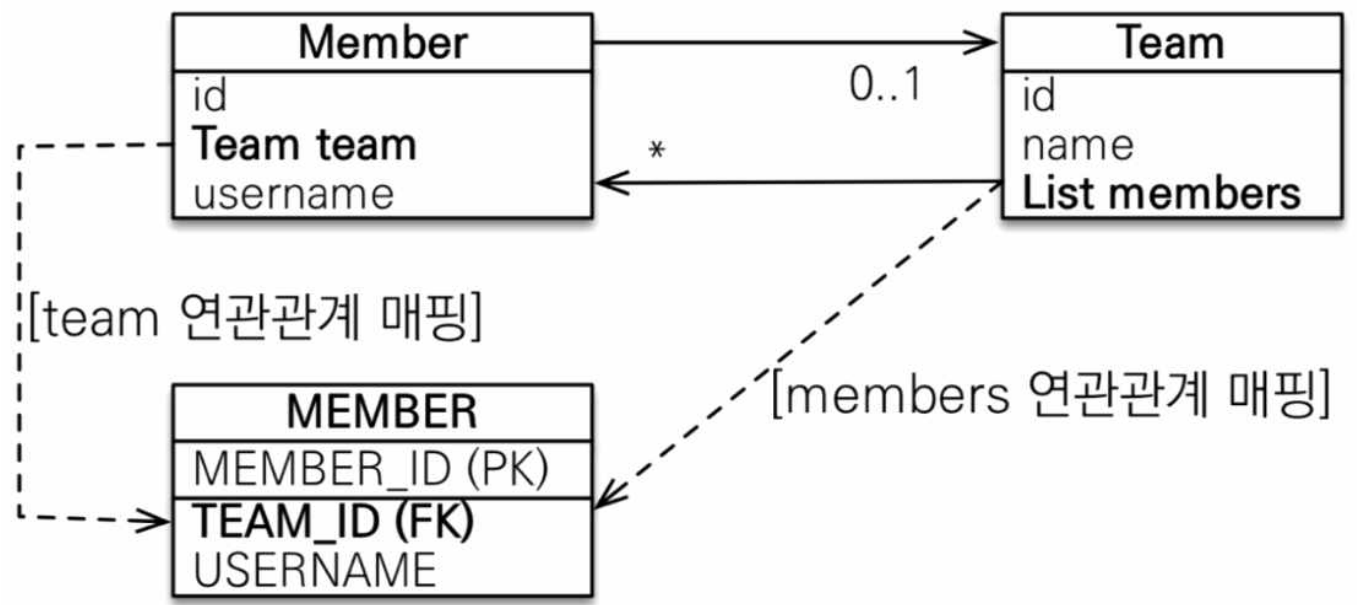 Member
id
Team team
username
0..1
*
Team
id
name
List members
[team 연관관계 매핑]
[members 연관관계 매핑]
MEMBER
MEMBER_ID (PK)
TEAM_ID (FK)
USERNAME